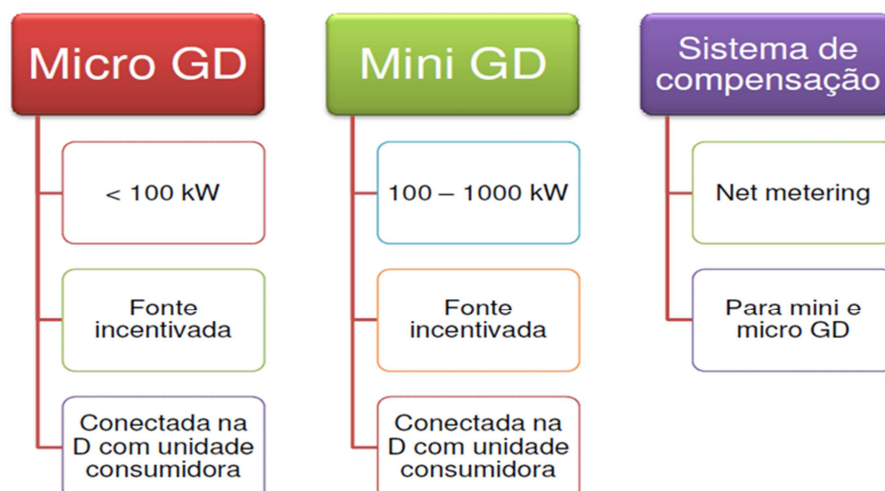 Micro GD
< 100 kW
Fonte
incentivada
Conectada na
D com unidade
consumidora
Mini GD
100 – 1000 kW
Fonte
incentivada
Conectada na
D com unidade
consumidora
Sistema de
compensação
Net metering
Para mini e
micro GD